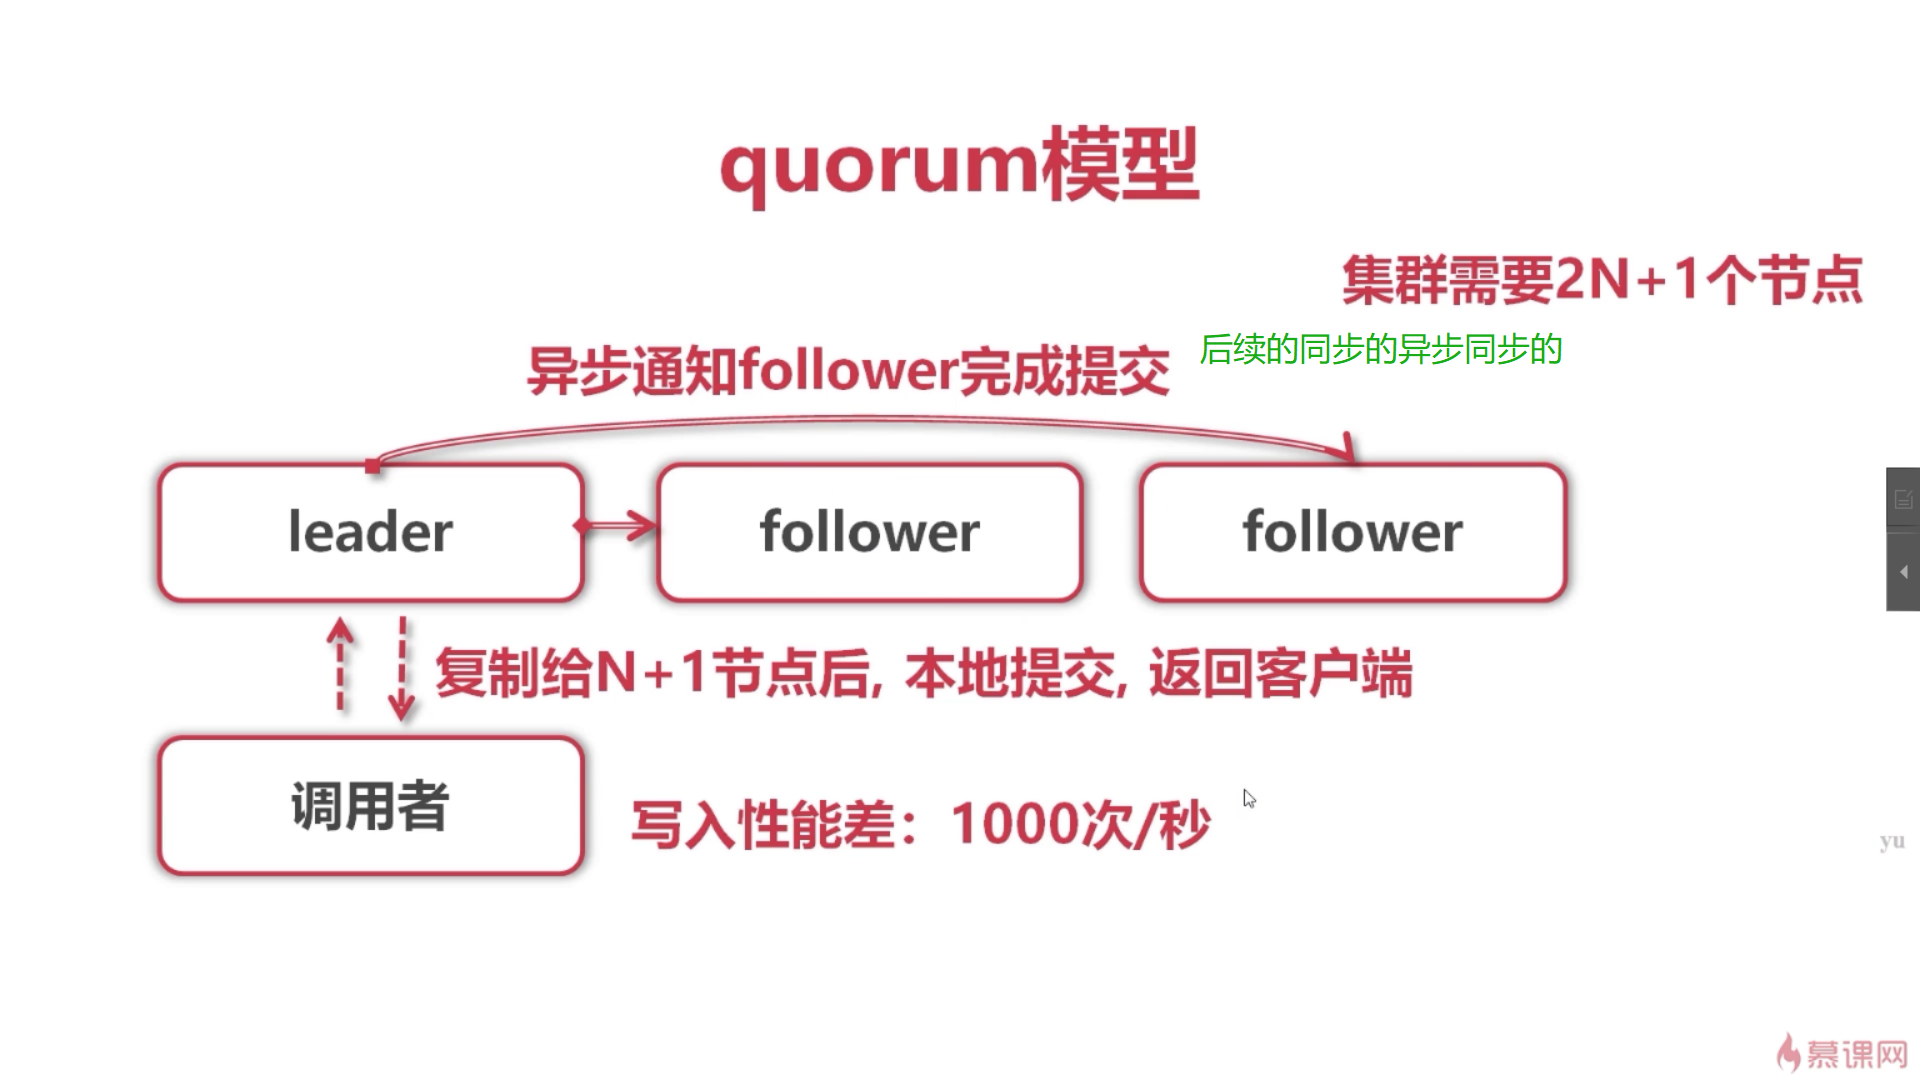 quorum模型
集群需要2N+1个节点
后续的同步的异步同步的
异步通知follower完成提交
leader
follower
follower
复制给N+1节点后, 本地提交, 返回客户端
调用者
写入性能差：1000次/秒
yu
慕课网